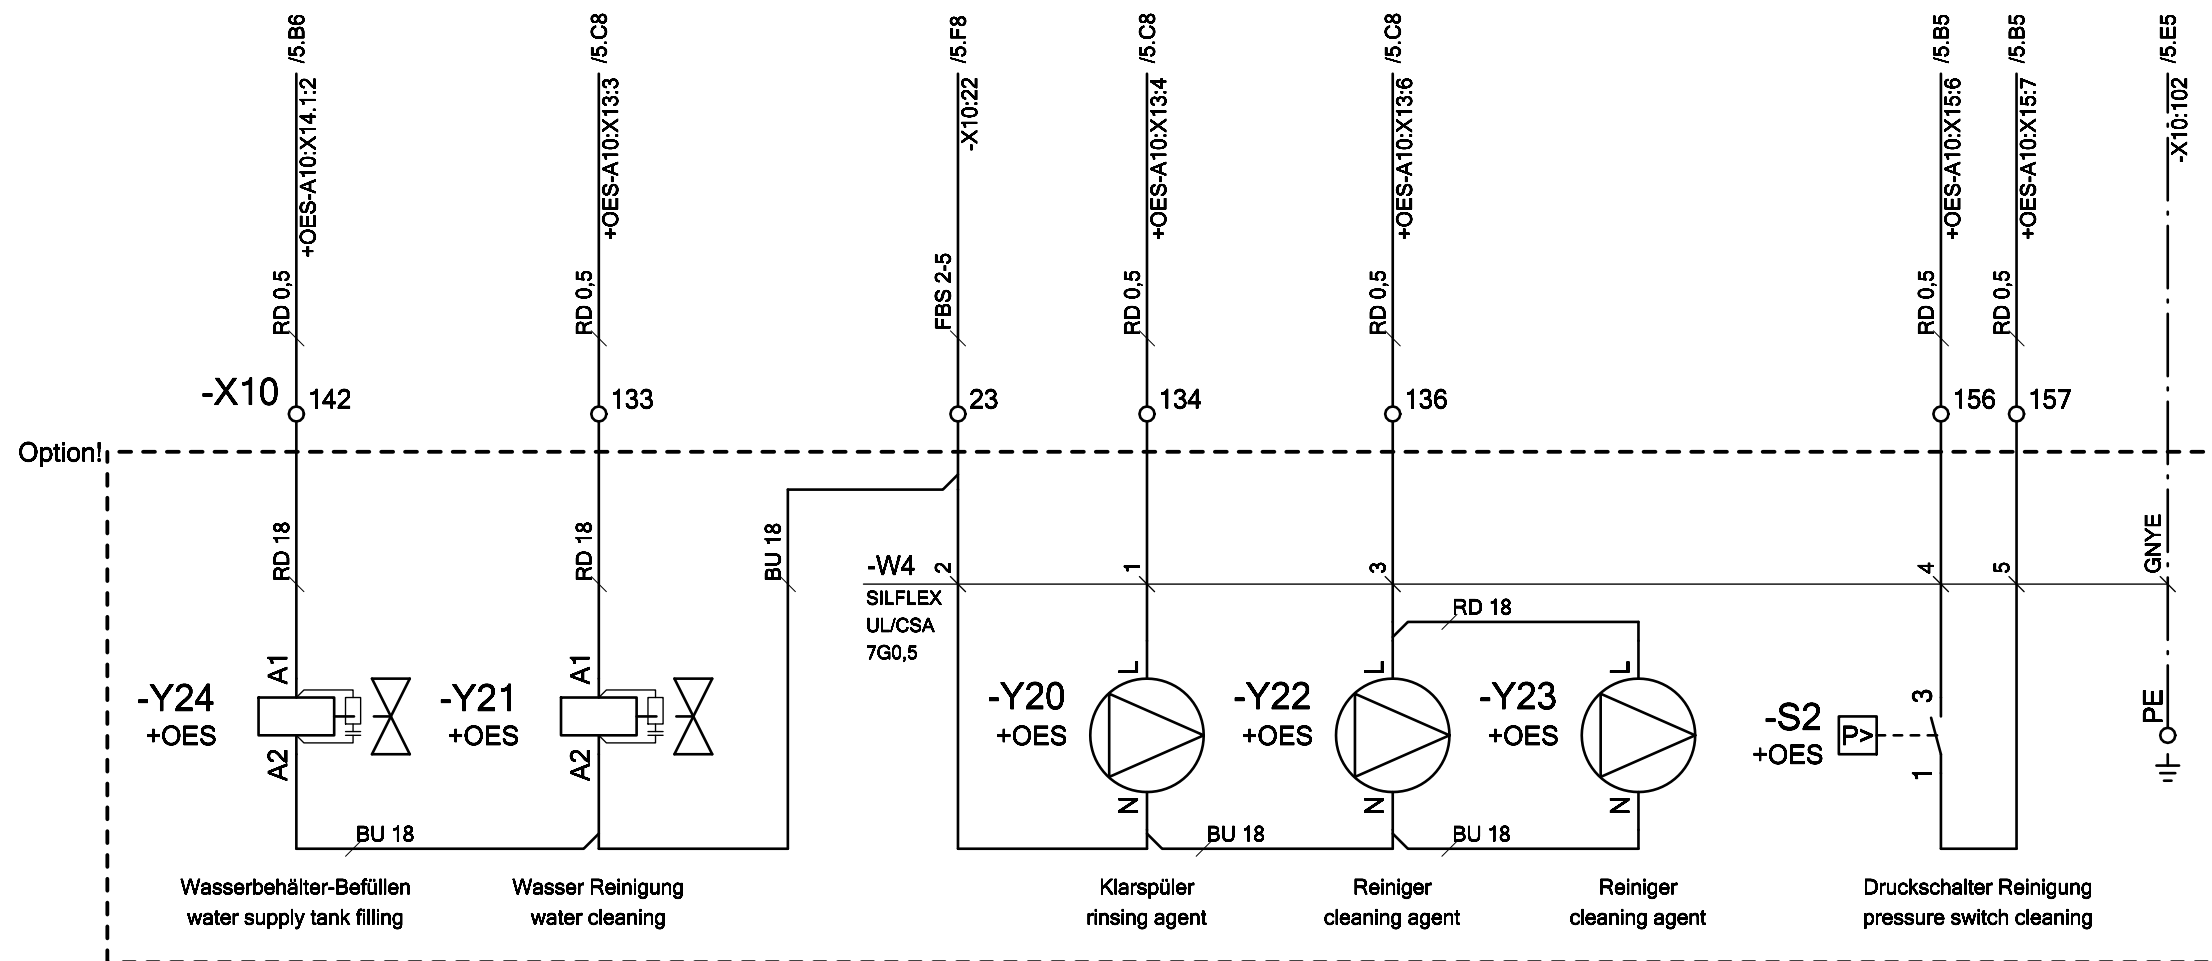 /5.B6
/5.C8
/5.F8
/5.C8
/5.C8
/5.B5
/5.B5
/5.E5
+OES-A10:X14.1:2
+OES-A10:X13:3
-X10:22
+OES-A10:X13:4
+OES-A10:X13:6
+OES-A10:X15:6
+OES-A10:X15:7
-X10:102
RD 0,5
RD 0,5
FBS 2-5
RD 0,5
RD 0,5
RD 0,5
RD 0,5
-X10
142
133
23
134
136
156
157
Option!
RD 18
RD 18
BU 18
-W4
2
1
3
4
5
GNYE
SILFLEX
UL/CSA
7G0,5
RD 18
A1
A1
L
L
L
-Y24
+OES
-Y21
+OES
-Y20
+OES
-Y22
+OES
-Y23
+OES
-S2
+OES
P>
3
1
PE
A2
A2
N
N
N
BU 18
BU 18
BU 18
Wasserbehälter-Befüllen
water supply tank filling
Wasser Reinigung
water cleaning
Klarspüler
rinsing agent
Reiniger
cleaning agent
Reiniger
cleaning agent
Druckschalter Reinigung
pressure switch cleaning